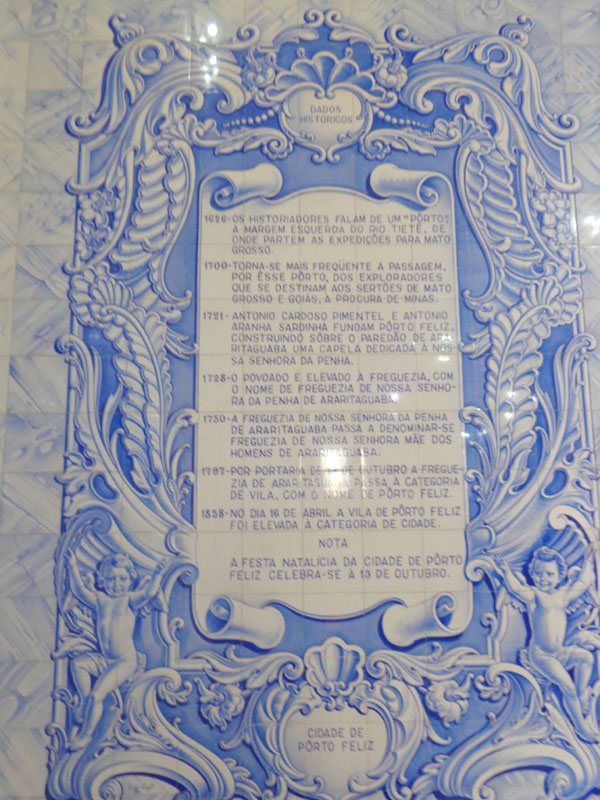 DADOS
HISTÓRICOS
1626-OS HISTORIADORES FALAM DE UM "PÔRTO",
À MARGEM ESQUERDA DO RIO TIETÊ, DE
ONDE PARTEM AS EXPEDIÇÕES PARA MATO
GROSSO.
1700-TORNA-SE MAIS FREQÜENTE A PASSAGEM,
POR ÊSSE PÔRTO, DOS EXPLORADORES
QUE SE DESTINAM AOS SERTÕES DE MATO
GROSSO E GOIÁS, À PROCURA DE MINAS.
1721-ANTONIO CARDOSO PIMENTEL E ANTONIO
ARANHA SARDINHA FUNDAM PÔRTO FELIZ,
CONSTRUINDO SÔBRE O PAREDÃO DE ARA
RITAGUABA UMA CAPELA DEDICADA A NOS
SA SENHORA DA PENHA.
1728-O POVOADO É ELEVADO À FREGUEZIA, COM
O NOME DE FREGUEZIA DE NOSSA SENHO-
RA DA PENHA DE ARARITAGUABA.
1750-A FREGUEZIA DE NOSSA SENHORA DA PENHA
DE ARARITAGUABA PASSA A DENOMINAR-SE
FREGUEZIA DE NOSSA SENHORA MÃE DOS
HOMENS DE ARARITAGUABA.
1797-POR PORTARIA DE DE OUTUBRO A FREGUE
ZIA DE ARARITAGUABA PASSA À CATEGORIA
DE VILA, COM O NOME DE PÔRTO FELIZ.
1858-NO DIA 16 DE ABRIL A VILA DE PÔRTO FELIZ
FOI ELEVADA À CATEGORIA DE CIDADE.
NOTA
A FESTA NATALÍCIA DA CIDADE DE PÔRTO
FELIZ CELEBRA-SE À 13 DE OUTUBRO.
CIDADE DE
PÔRTO FELIZ